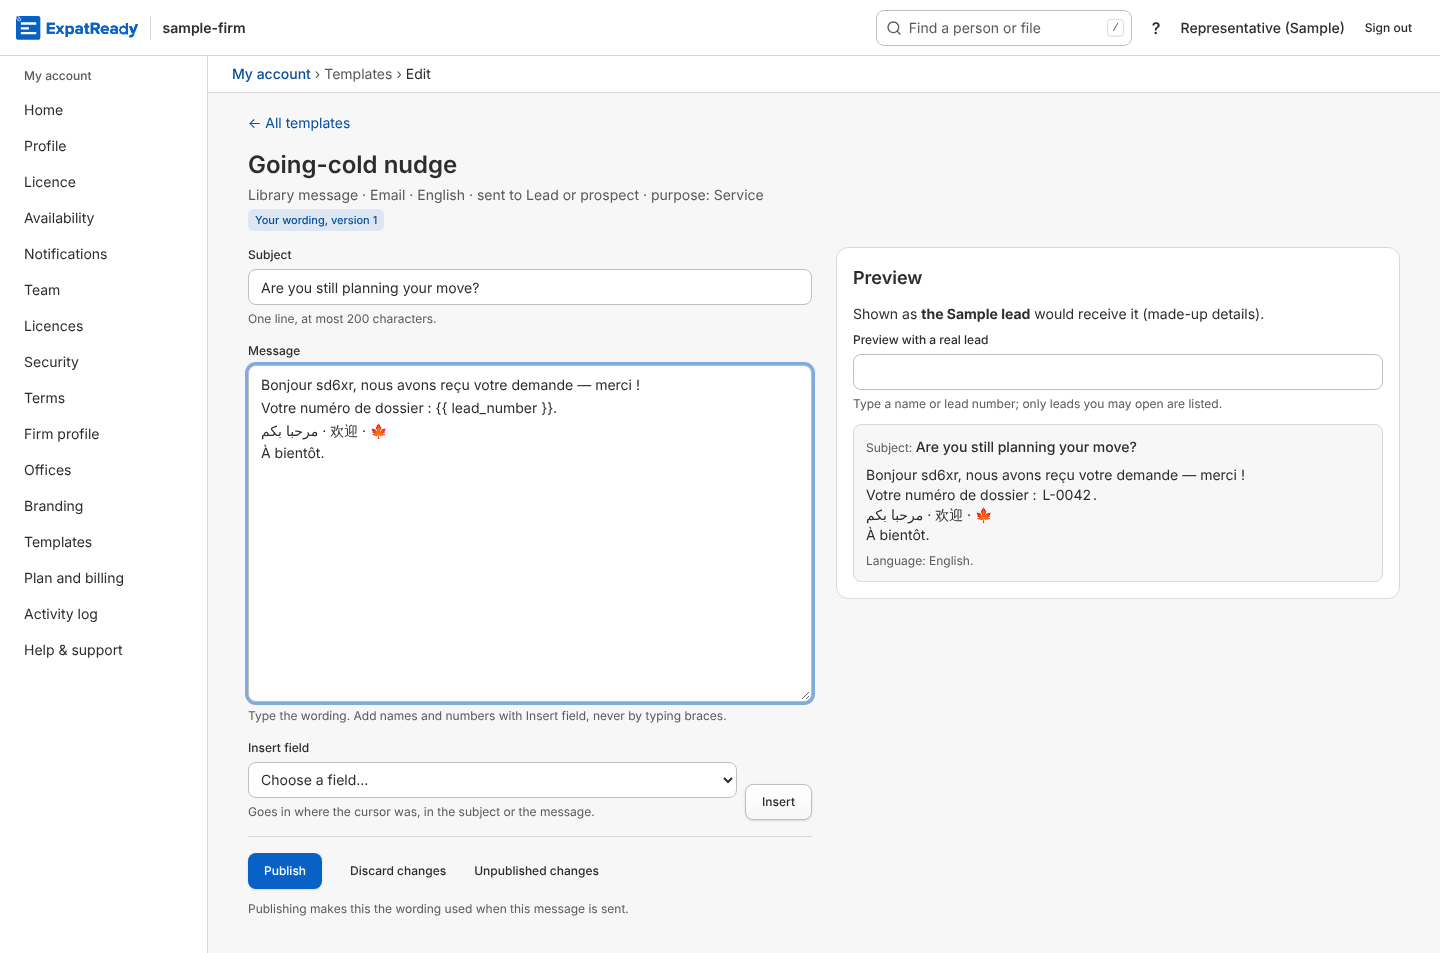 ExpatReady
sample-firm
Find a person or file
/
?
Representative (Sample)
Sign out
My account
Home
Profile
Licence
Availability
Notifications
Team
Licences
Security
Terms
Firm profile
Offices
Branding
Templates
Plan and billing
Activity log
Help & support
My account › Templates › Edit
← All templates
Going-cold nudge
Library message · Email · English · sent to Lead or prospect · purpose: Service
Your wording, version 1
Subject
Are you still planning your move?
One line, at most 200 characters.
Message
Bonjour sd6xr, nous avons reçu votre demande — merci !
Votre numéro de dossier : {{ lead_number }}.
مرحبا بكم · 欢迎 · 🍁
À bientôt.
Type the wording. Add names and numbers with Insert field, never by typing braces.
Insert field
Choose a field...
Insert
Goes in where the cursor was, in the subject or the message.
Publish
Discard changes
Unpublished changes
Publishing makes this the wording used when this message is sent.
Preview
Shown as the Sample lead would receive it (made-up details).
Preview with a real lead
Type a name or lead number; only leads you may open are listed.
Subject: Are you still planning your move?
Bonjour sd6xr, nous avons reçu votre demande — merci !
Votre numéro de dossier : L-0042.
مرحبا بكم · 欢迎 · 🍁
À bientôt.
Language: English.